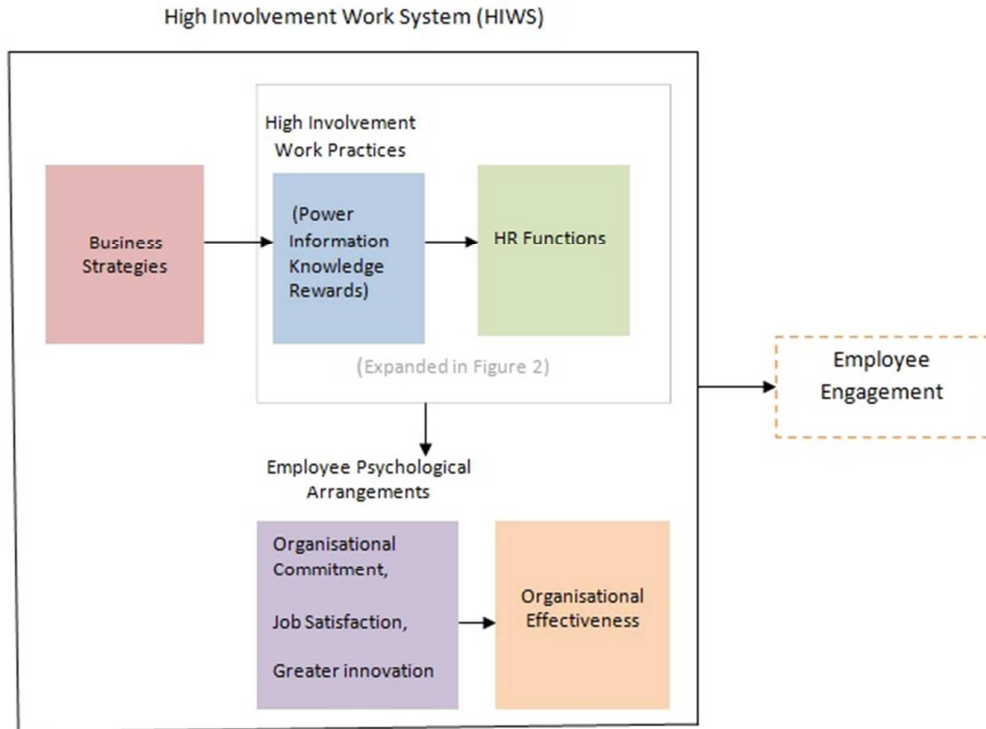 High Involvement Work System (HIWS)
High Involvement
Work Practices
Business
Strategies
(Power
Information
Knowledge
Rewards)
HR Functions
(Expanded in Figure 2)
Employee
Engagement
Employee Psychological
Arrangements
Organisational
Commitment,
Job Satisfaction,
Greater innovation
Organisational
Effectiveness